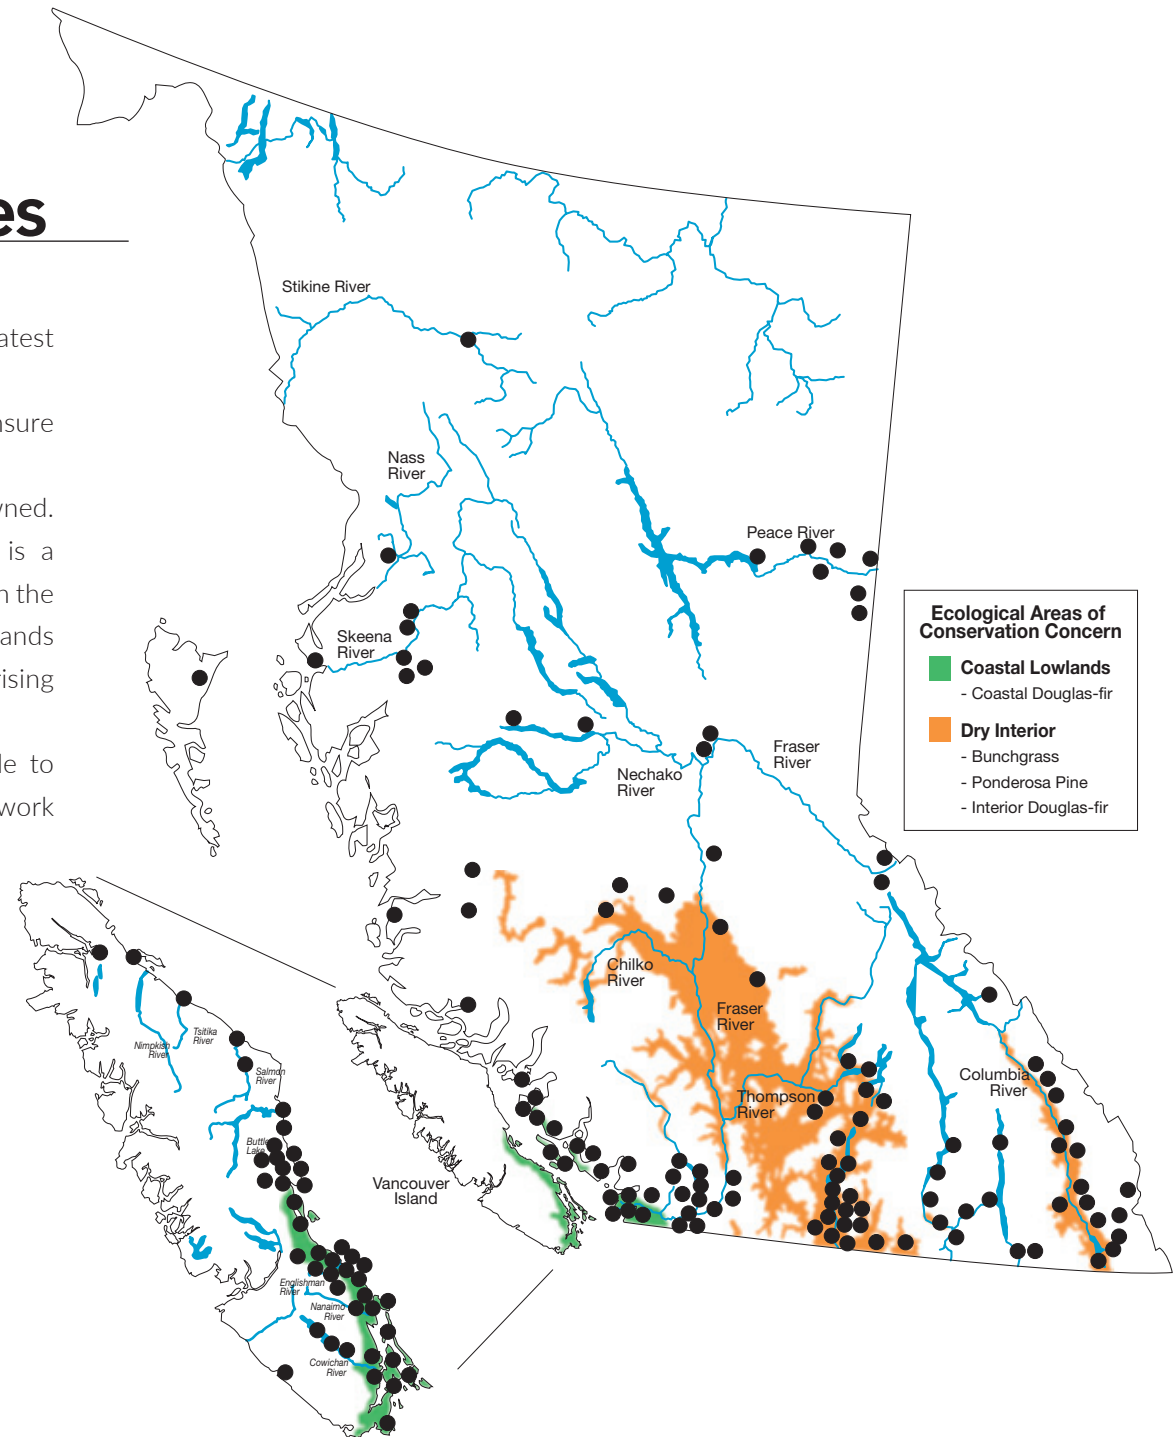 es
atest
nsure
vned.
is a
n the
ands
rising
le to
work
Stikine River
Nass
River
Peace River
Skeena
River
Nechako
River
Fraser
River
Chilko
River
Fraser
River
Thompson
River
Columbia
River
Vancouver
Island
Ecological Areas of
Conservation Concern
Coastal Lowlands
- Coastal Douglas-fir
Dry Interior
- Bunchgrass
- Ponderosa Pine
- Interior Douglas-fir
Nimpkish
River
Tsitika
River
Salmon
River
Buttle
Lake
Englishman
River
Nanaimo
River
Cowichan
River